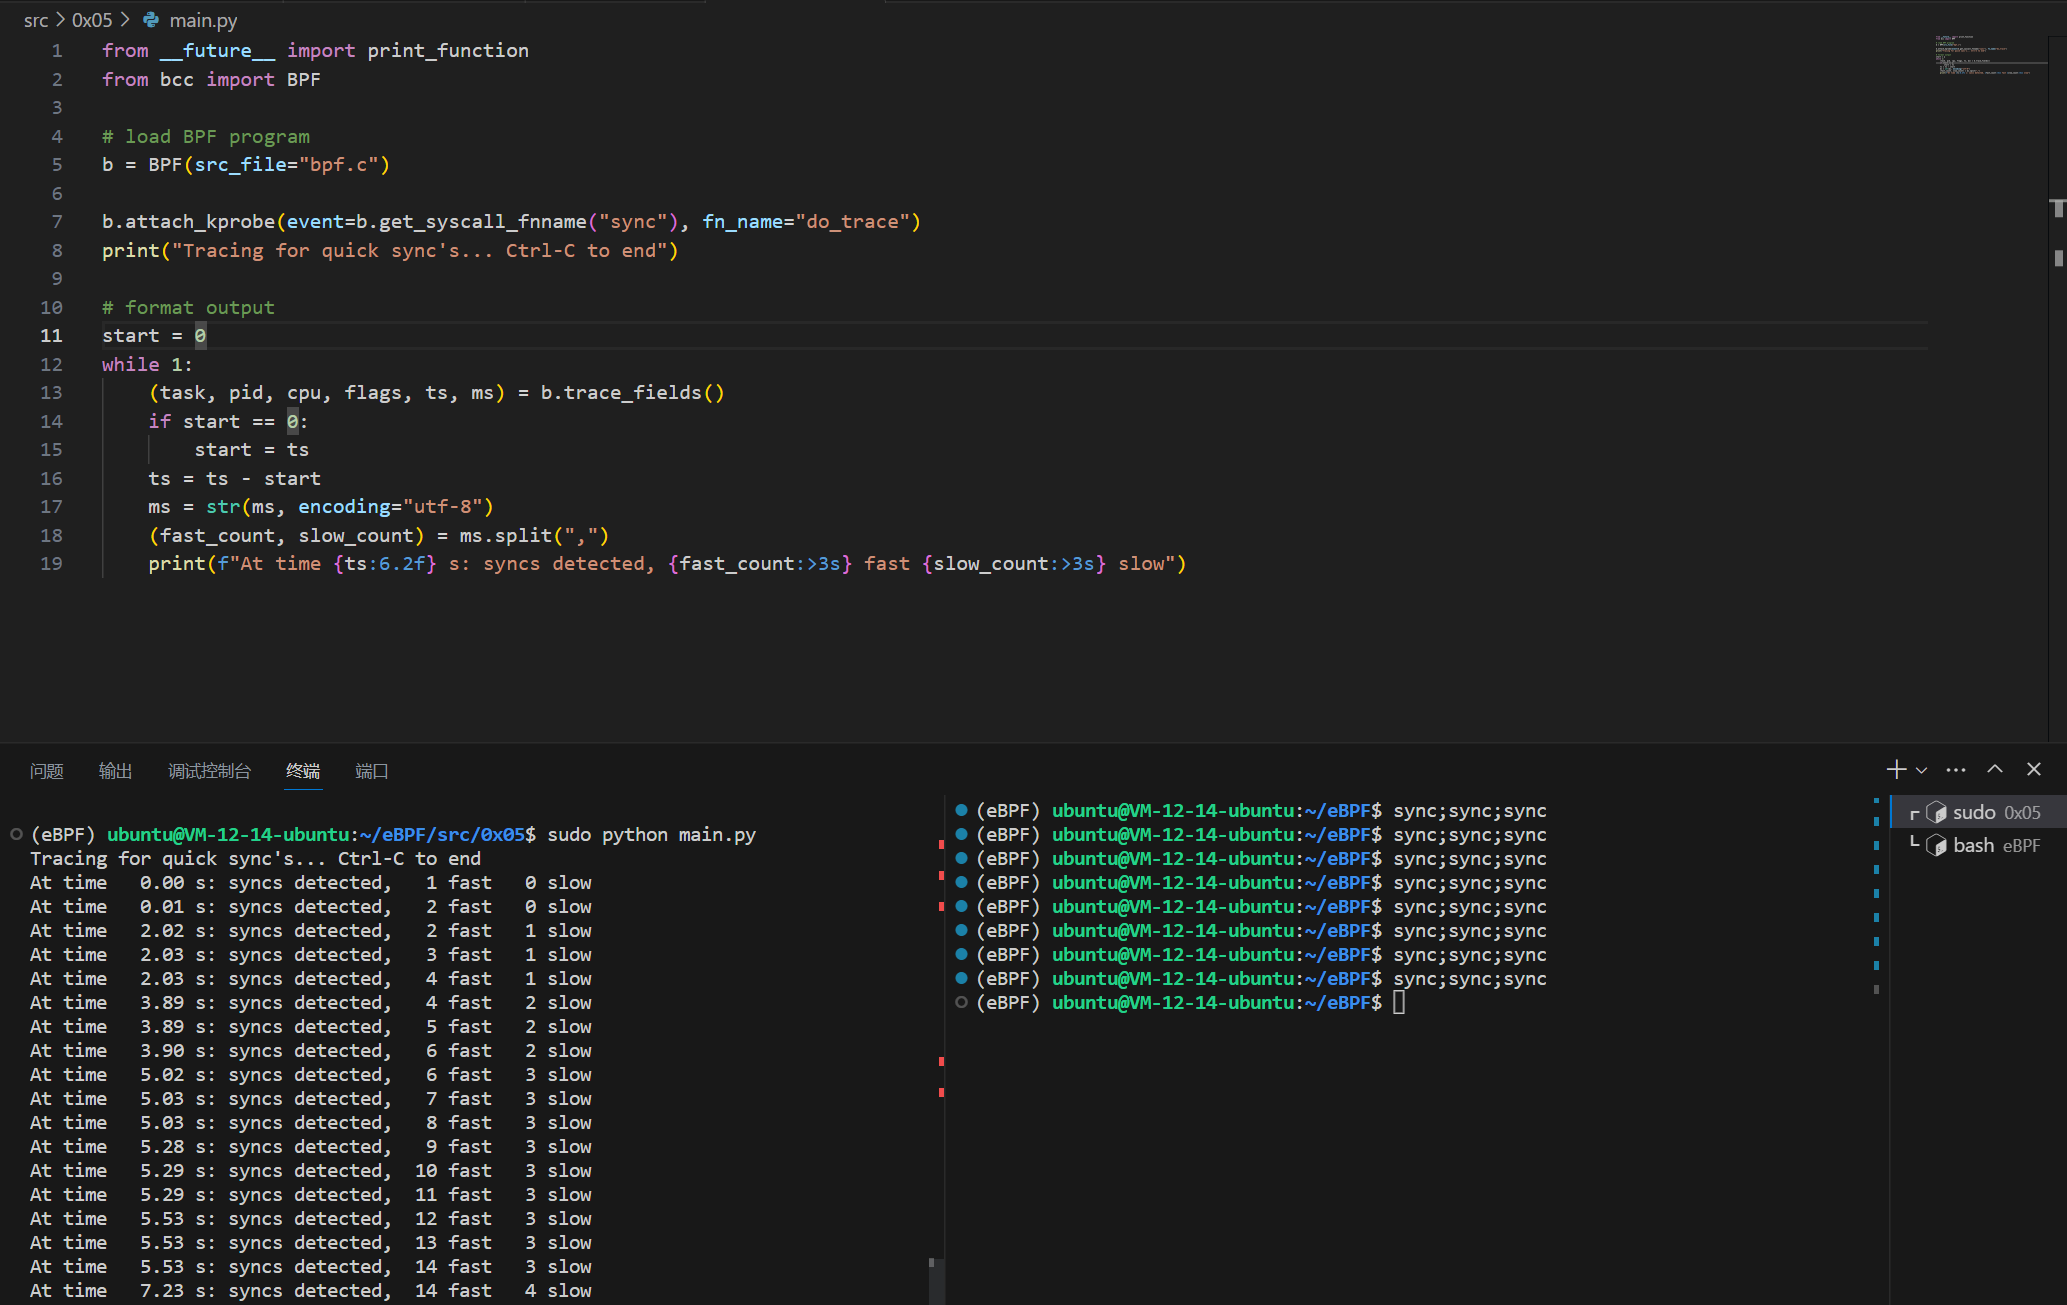 src > 0x05 > main.py
1 from __future__ import print_function
2 from bcc import BPF
3
4 # load BPF program
5 b = BPF(src_file="bpf.c")
6
7 b.attach_kprobe(event=b.get_syscall_fnname("sync"), fn_name="do_trace")
8 print("Tracing for quick sync's... Ctrl-C to end")
9
10 # format output
11 start = 0
12 while 1:
13     (task, pid, cpu, flags, ts, ms) = b.trace_fields()
14     if start == 0:
15         start = ts
16     ts = ts - start
17     ms = str(ms, encoding="utf-8")
18     (fast_count, slow_count) = ms.split(",")
19     print(f"At time {ts:6.2f} s: syncs detected, {fast_count:>3s} fast {slow_count:>3s} slow")
问题 输出 调试控制台 终端 端口
(eBPF) ubuntu@VM-12-14-ubuntu:~/eBPF/src/0x05$ sudo python main.py
Tracing for quick sync's... Ctrl-C to end
At time   0.00 s: syncs detected,   1 fast   0 slow
At time   0.01 s: syncs detected,   2 fast   0 slow
At time   2.02 s: syncs detected,   2 fast   1 slow
At time   2.03 s: syncs detected,   3 fast   1 slow
At time   2.03 s: syncs detected,   4 fast   1 slow
At time   3.89 s: syncs detected,   4 fast   2 slow
At time   3.89 s: syncs detected,   5 fast   2 slow
At time   3.90 s: syncs detected,   6 fast   2 slow
At time   5.02 s: syncs detected,   6 fast   3 slow
At time   5.03 s: syncs detected,   7 fast   3 slow
At time   5.03 s: syncs detected,   8 fast   3 slow
At time   5.28 s: syncs detected,   9 fast   3 slow
At time   5.29 s: syncs detected,  10 fast   3 slow
At time   5.29 s: syncs detected,  11 fast   3 slow
At time   5.53 s: syncs detected,  12 fast   3 slow
At time   5.53 s: syncs detected,  13 fast   3 slow
At time   5.53 s: syncs detected,  14 fast   3 slow
At time   7.23 s: syncs detected,  14 fast   4 slow
(eBPF) ubuntu@VM-12-14-ubuntu:~/eBPF$ sync;sync;sync
(eBPF) ubuntu@VM-12-14-ubuntu:~/eBPF$ sync;sync;sync
(eBPF) ubuntu@VM-12-14-ubuntu:~/eBPF$ sync;sync;sync
(eBPF) ubuntu@VM-12-14-ubuntu:~/eBPF$ sync;sync;sync
(eBPF) ubuntu@VM-12-14-ubuntu:~/eBPF$ sync;sync;sync
(eBPF) ubuntu@VM-12-14-ubuntu:~/eBPF$ sync;sync;sync
(eBPF) ubuntu@VM-12-14-ubuntu:~/eBPF$ sync;sync;sync
(eBPF) ubuntu@VM-12-14-ubuntu:~/eBPF$ sync;sync;sync
(eBPF) ubuntu@VM-12-14-ubuntu:~/eBPF$
sudo 0x05
bash eBPF